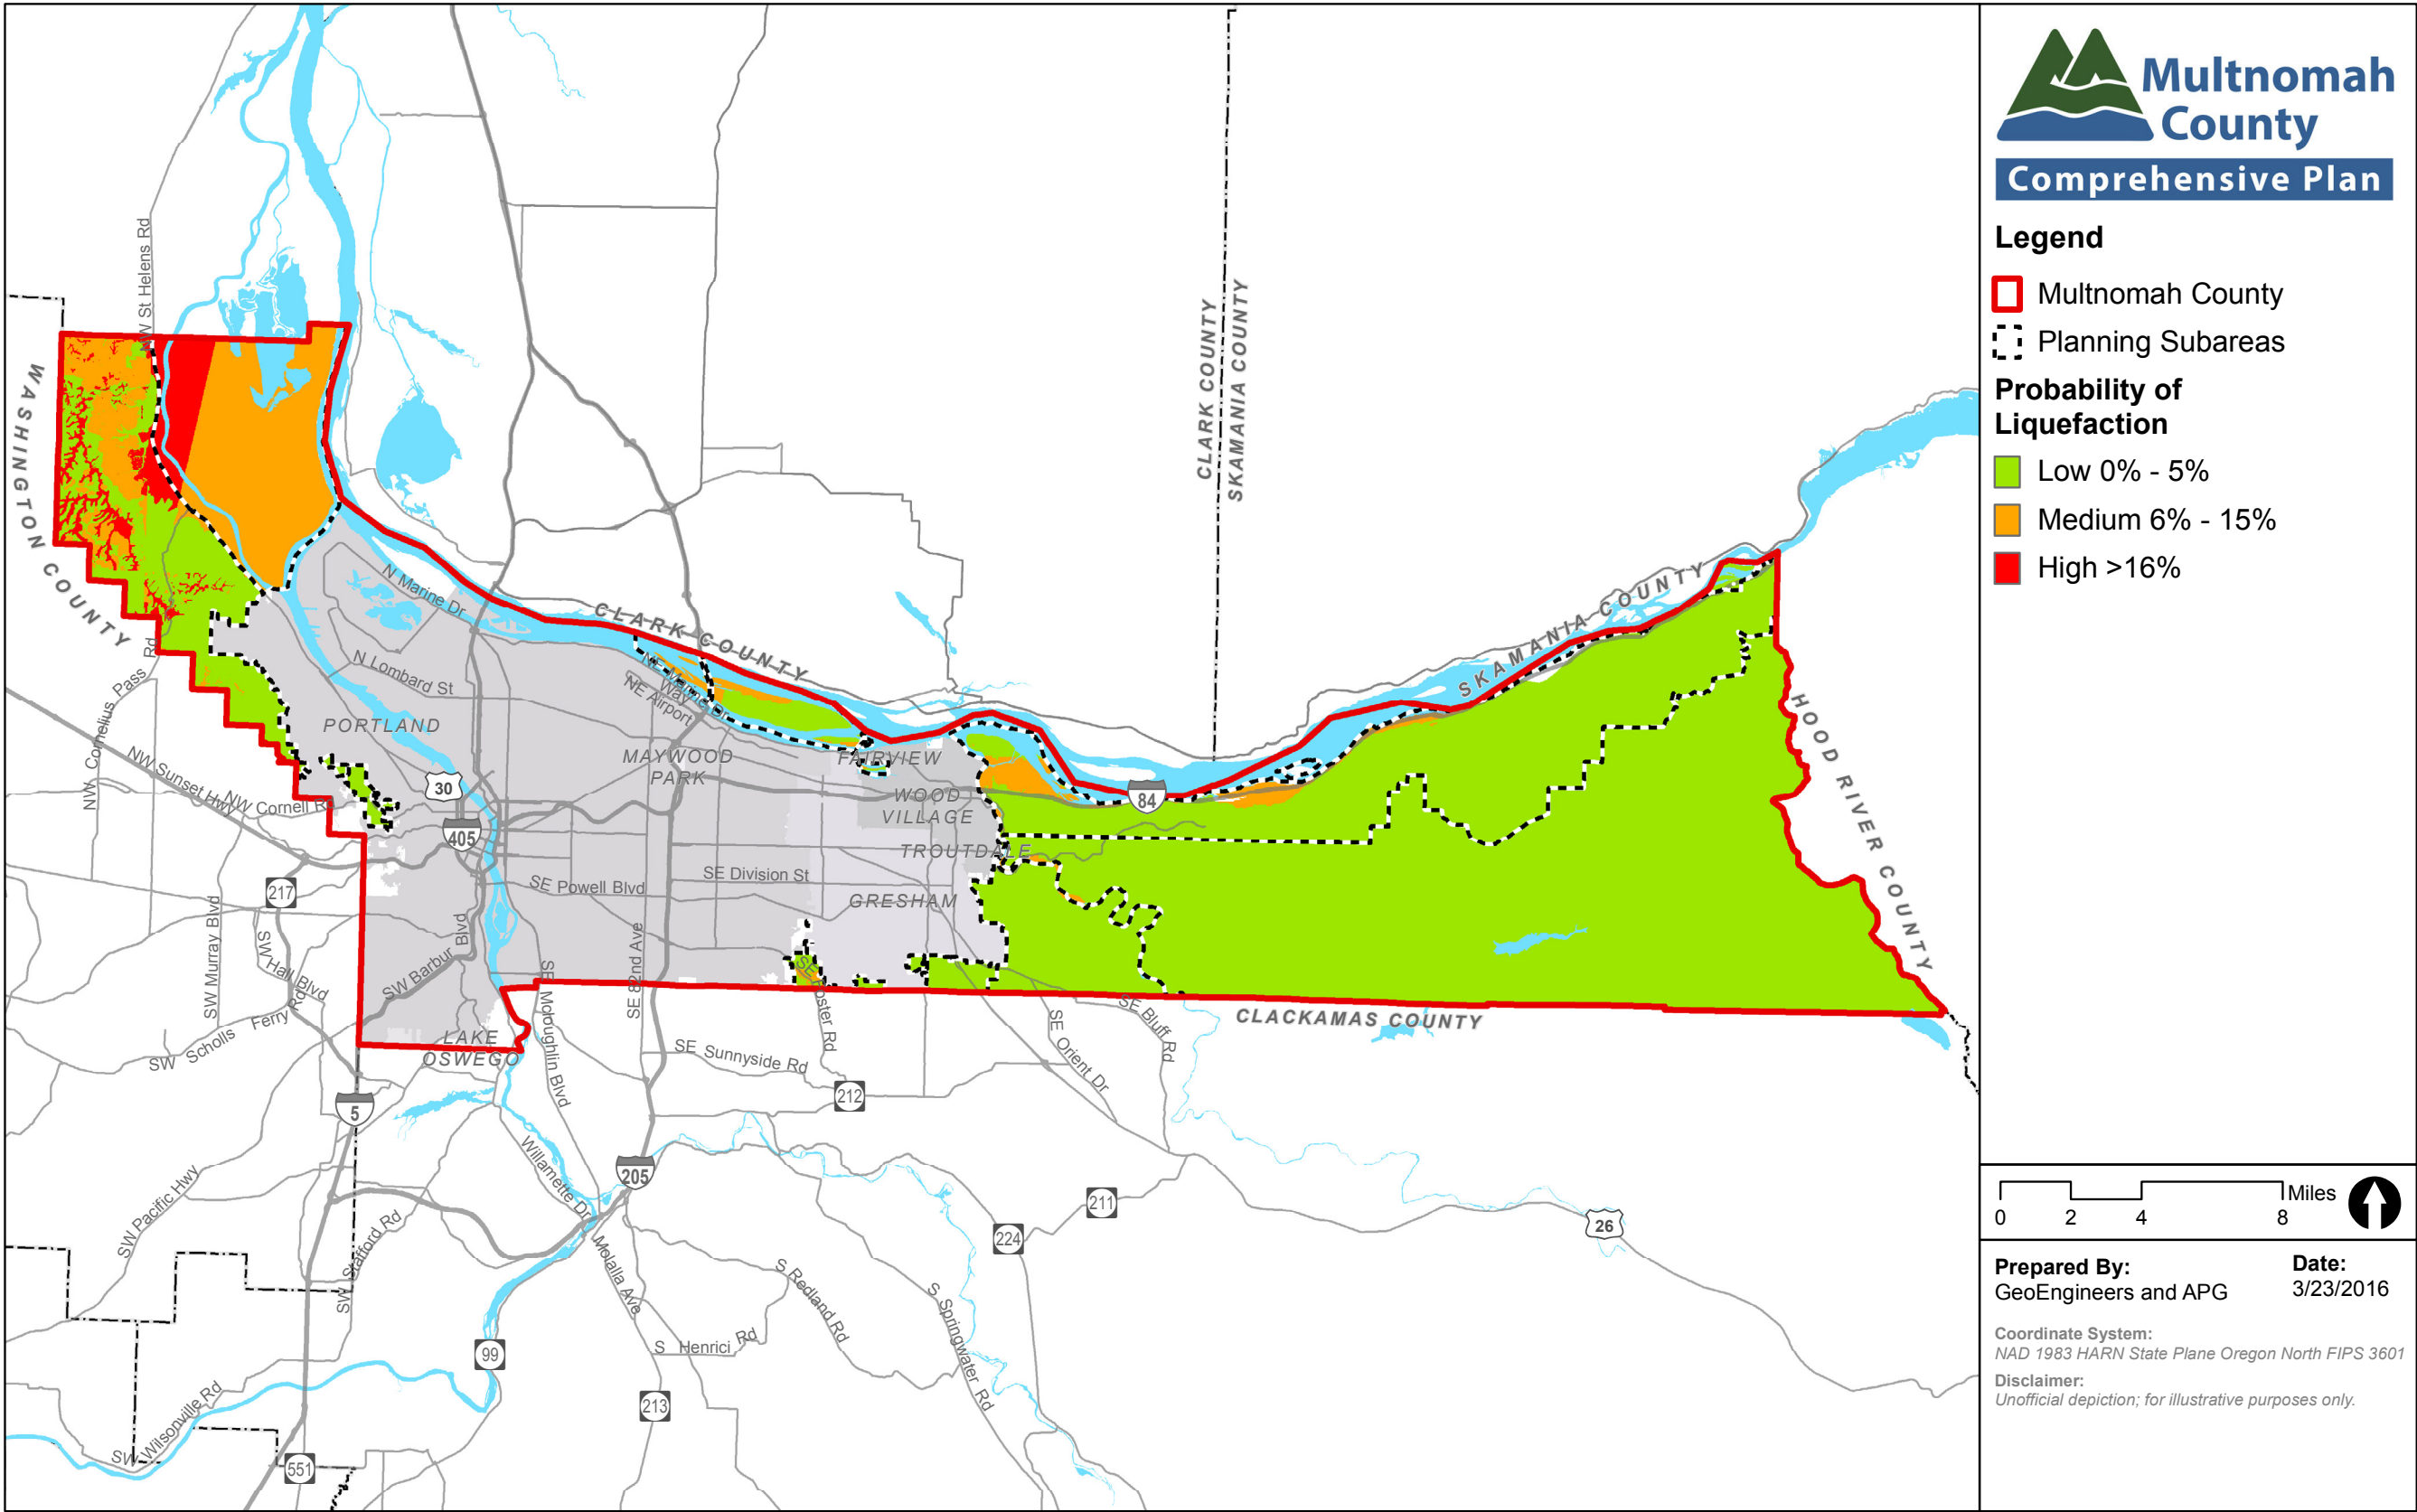 Multnomah
County
Comprehensive Plan
Legend
Multnomah County
Planning Subareas
Probability of
Liquefaction
Low 0% - 5%
Medium 6% - 15%
High >16%
Miles
0 2 4 8
Prepared By:
GeoEngineers and APG
Date:
3/23/2016
Coordinate System:
NAD 1983 HARN State Plane Oregon North FIPS 3601
Disclaimer:
Unofficial depiction; for illustrative purposes only.
NW St Helens Rd
WASHINGTON COUNTY
CLARK COUNTY
SKAMANIA COUNTY
N Marine Dr
CLARK COUNTY
SKAMANIA COUNTY
HOOD RIVER COUNTY
N Lombard St
NE Marine Dr
NE Airport Way
PORTLAND
MAYWOOD
PARK
FAIRVIEW
WOOD
VILLAGE
TROUTDALE
GRESHAM
NW Cornelius Pass Rd
NW Sunset Hwy
NW Cornell Rd
30
405
84
217
SE Powell Blvd
SE Division St
SW Murray Blvd
SW Hall Blvd
SW Barbur Blvd
SW Scholls Ferry Rd
SE 82nd Ave
SE Mcloughlin Blvd
SE Foster Rd
LAKE
OSWEGO
CLACKAMAS COUNTY
SE Sunnyside Rd
SE Orient Dr
SE Bluff Rd
5
212
205
211
224
26
Willamette Dr
SW Pacific Hwy
SW Stafford Rd
Molalla Ave
S Redland Rd
S Springwater Rd
S Henrici Rd
99
213
SW Wilsonville Rd
551